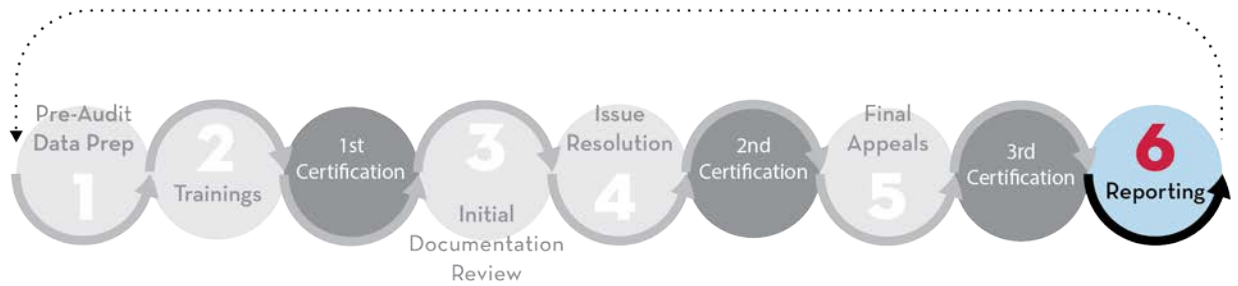 Pre-Audit
Data Prep
1
2
Trainings
1st
Certification
3
Initial
Documentation
Review
Issue
Resolution
4
2nd
Certification
Final
Appeals
5
3rd
Certification
6
Reporting